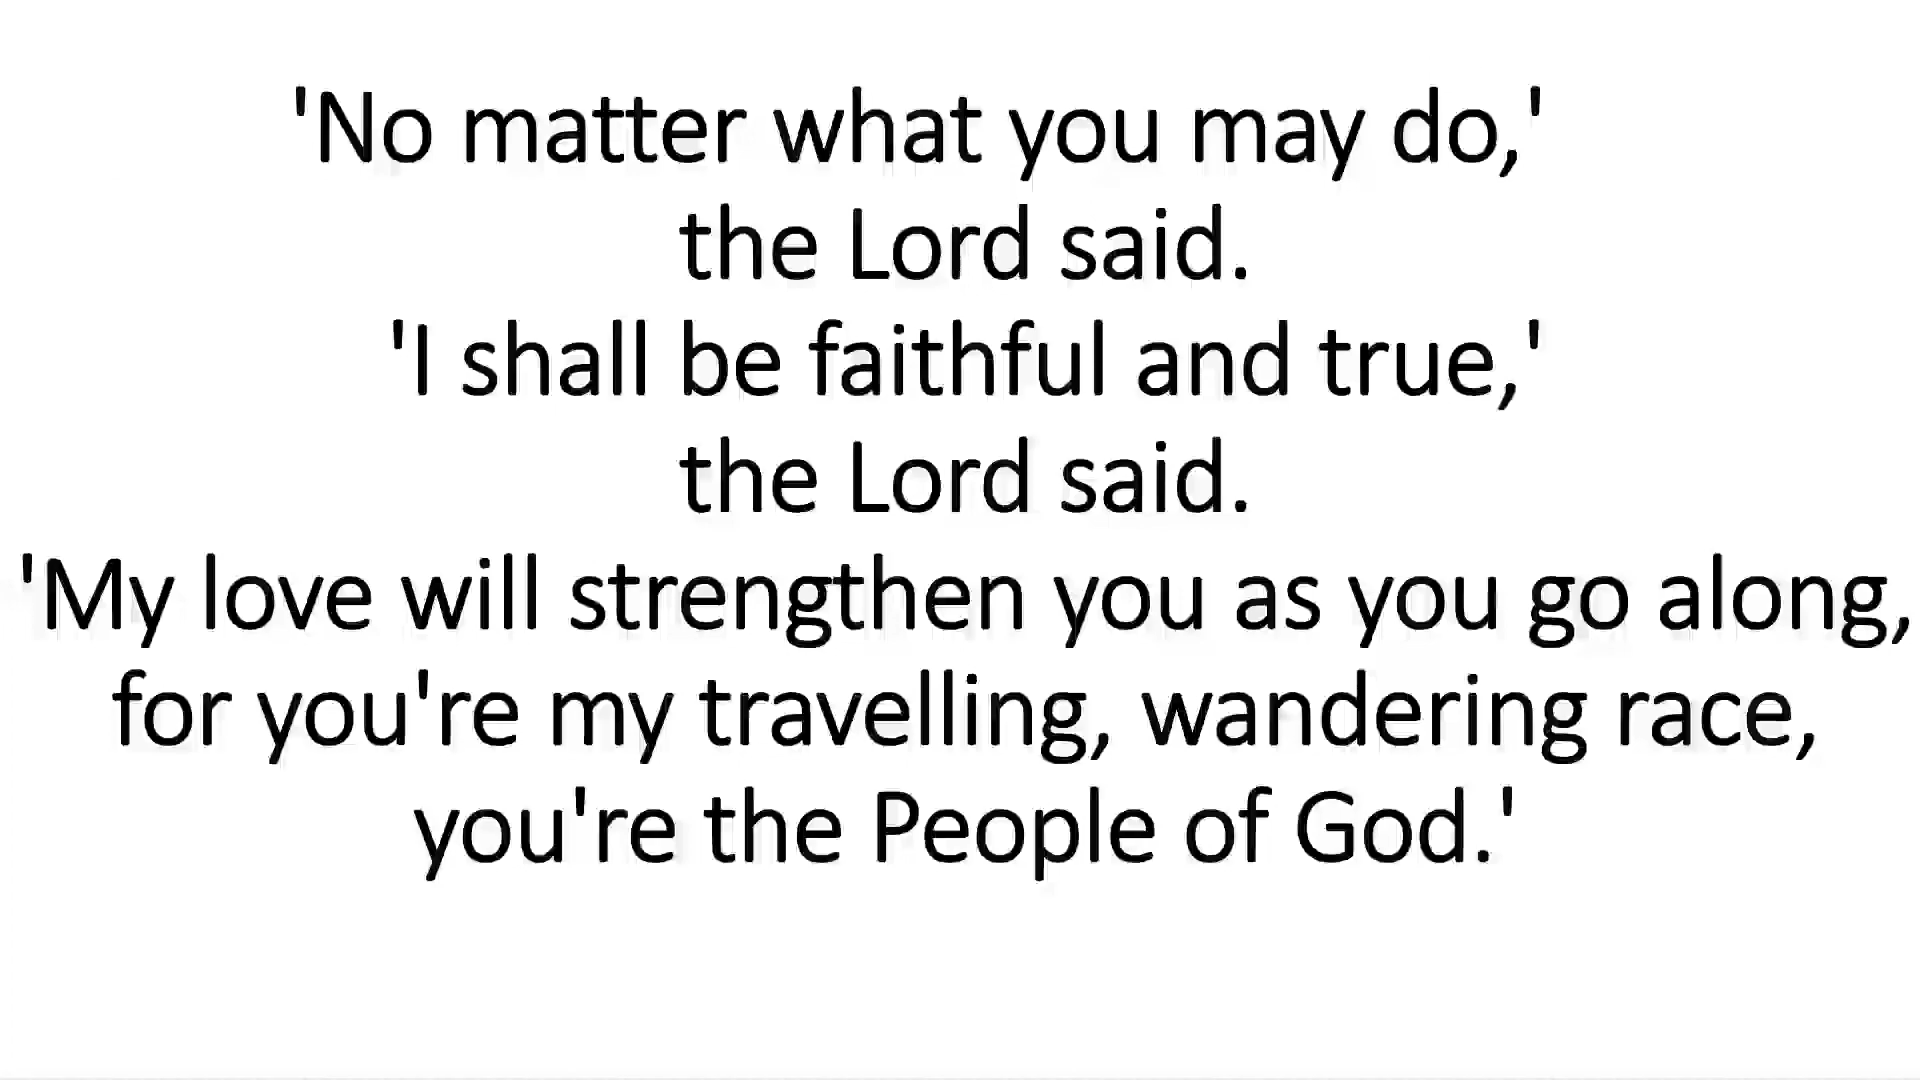 'No matter what you may do,'
the Lord said.
'I shall be faithful and true,'
the Lord said.
'My love will strengthen you as you go along,
for you're my travelling, wandering race,
you're the People of God.'